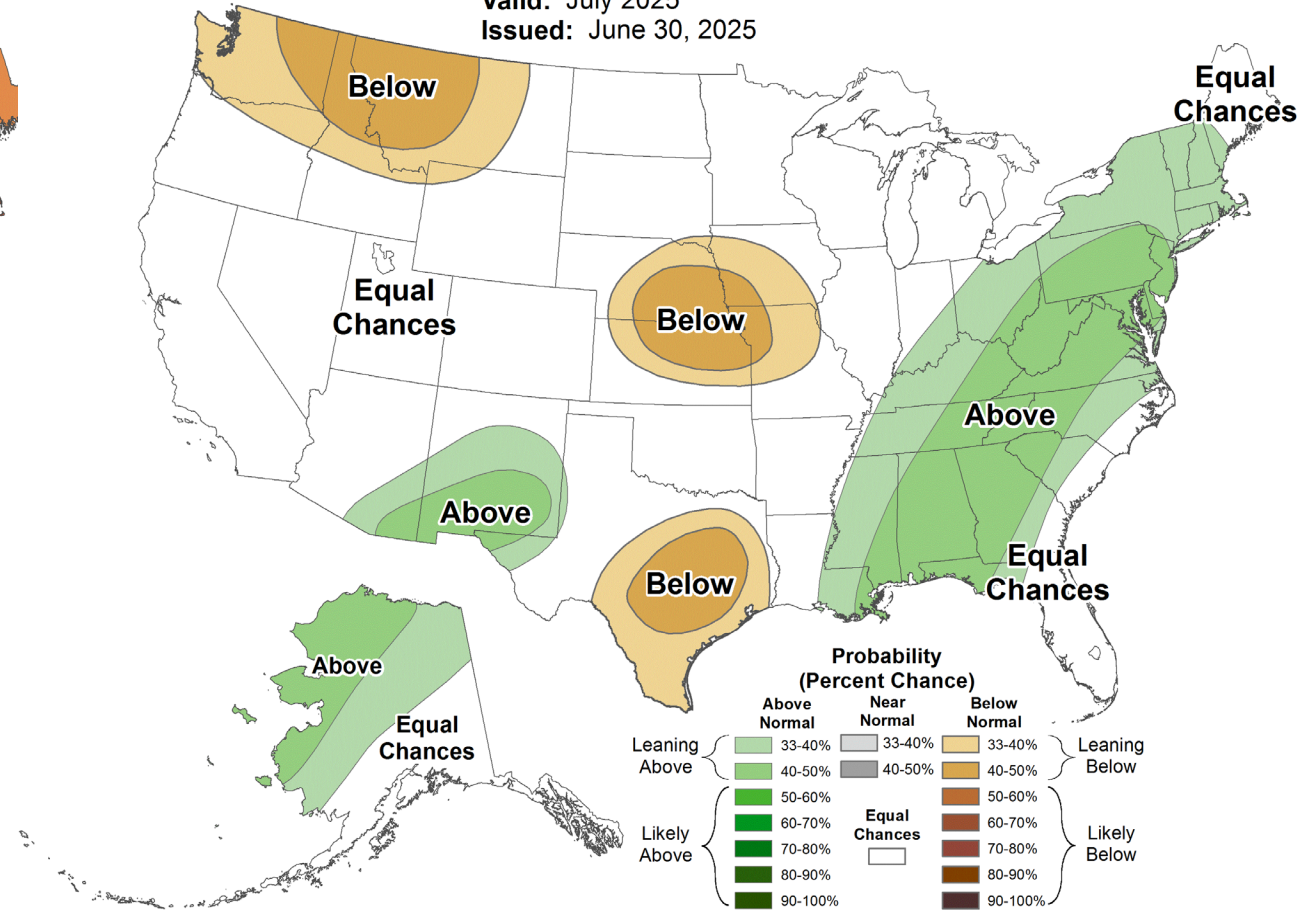 Valid: July 2025
Issued: June 30, 2025
Equal
Chances
Below
Equal
Chances
Below
Above
Above
Below
Equal
Chances
Above
Equal
Chances
Probability
(Percent Chance)
Above
Normal
Near
Normal
Below
Normal
Leaning
Above
33-40%
33-40%
33-40%
Leaning
Below
40-50%
40-50%
40-50%
50-60%
50-60%
60-70%
Equal
Chances
60-70%
Likely
Above
70-80%
70-80%
Likely
Below
80-90%
80-90%
90-100%
90-100%